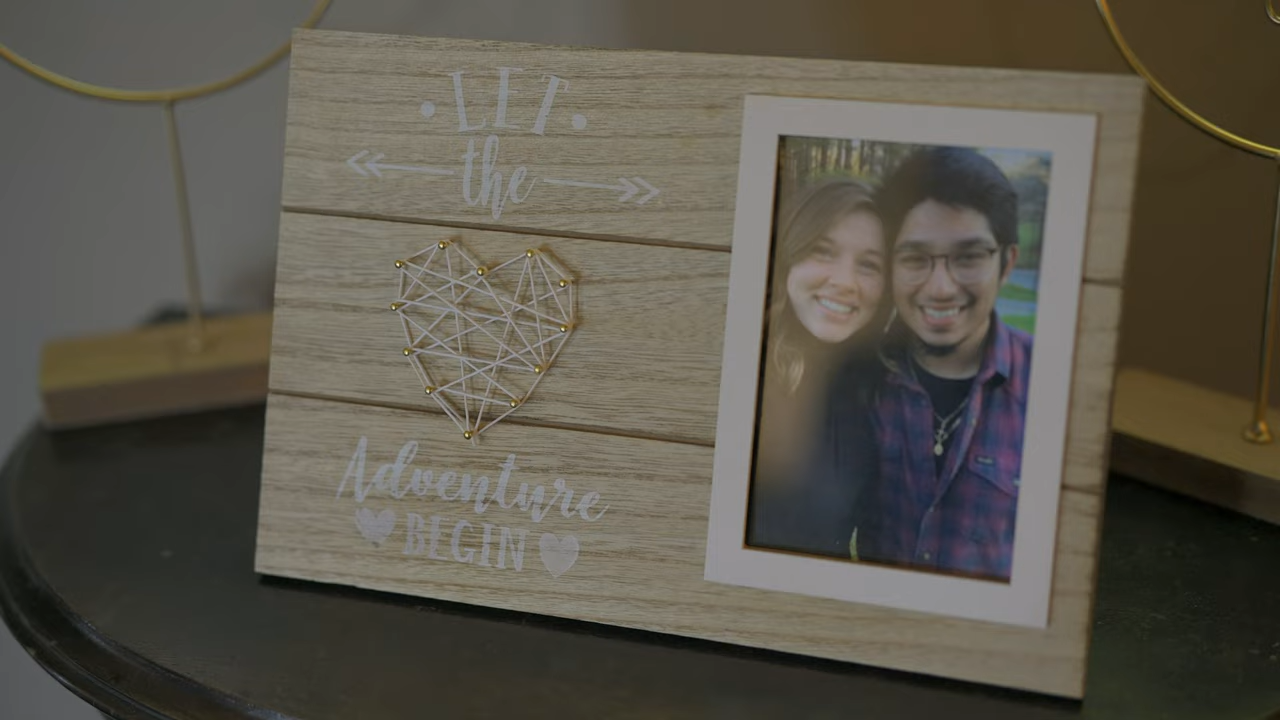 • LET •
the
Adventure
BEGIN